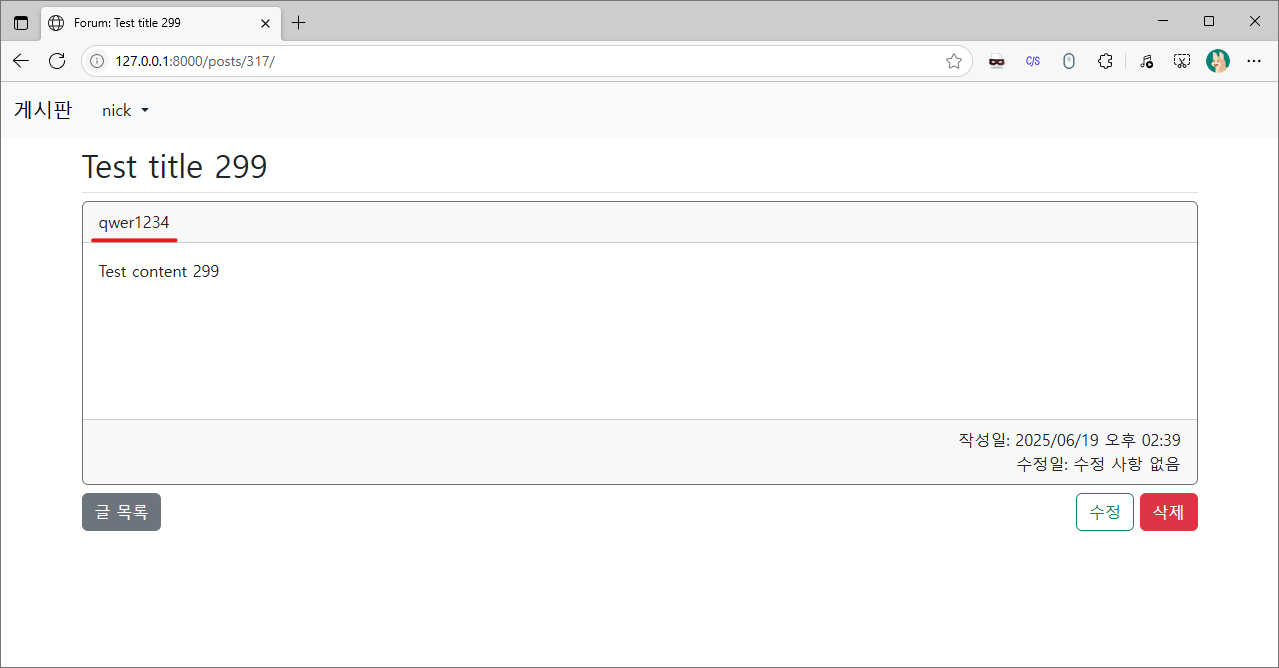 Forum: Test title 299
127.0.0.1:8000/posts/317/
C/S
게시판 nick
Test title 299
qwer1234
Test content 299
작성일: 2025/06/19 오후 02:39
수정일: 수정 사항 없음
글 목록 수정 삭제